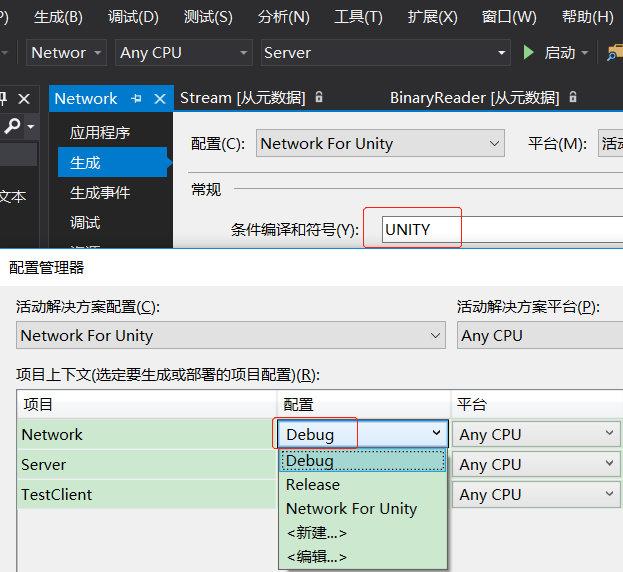 生成(B) 调试(D) 测试(S) 分析(N) 工具(T) 扩展(X) 窗口(W) 帮助(H)
Networ Any CPU Server 启动
Network Stream [从元数据] BinaryReader [从元数据]
应用程序
配置(C): Network For Unity 平台(M):
生成
常规
生成事件
文本
调试
条件编译和符号(Y): UNITY
配置管理器
活动解决方案配置(C): 活动解决方案平台(P):
Network For Unity Any CPU
项目上下文(选定要生成或部署的项目配置)(R):
项目 配置 平台
Network Debug Any CPU
Server Debug Any CPU
TestClient Release Any CPU
Network For Unity
<新建...>
<编辑...>